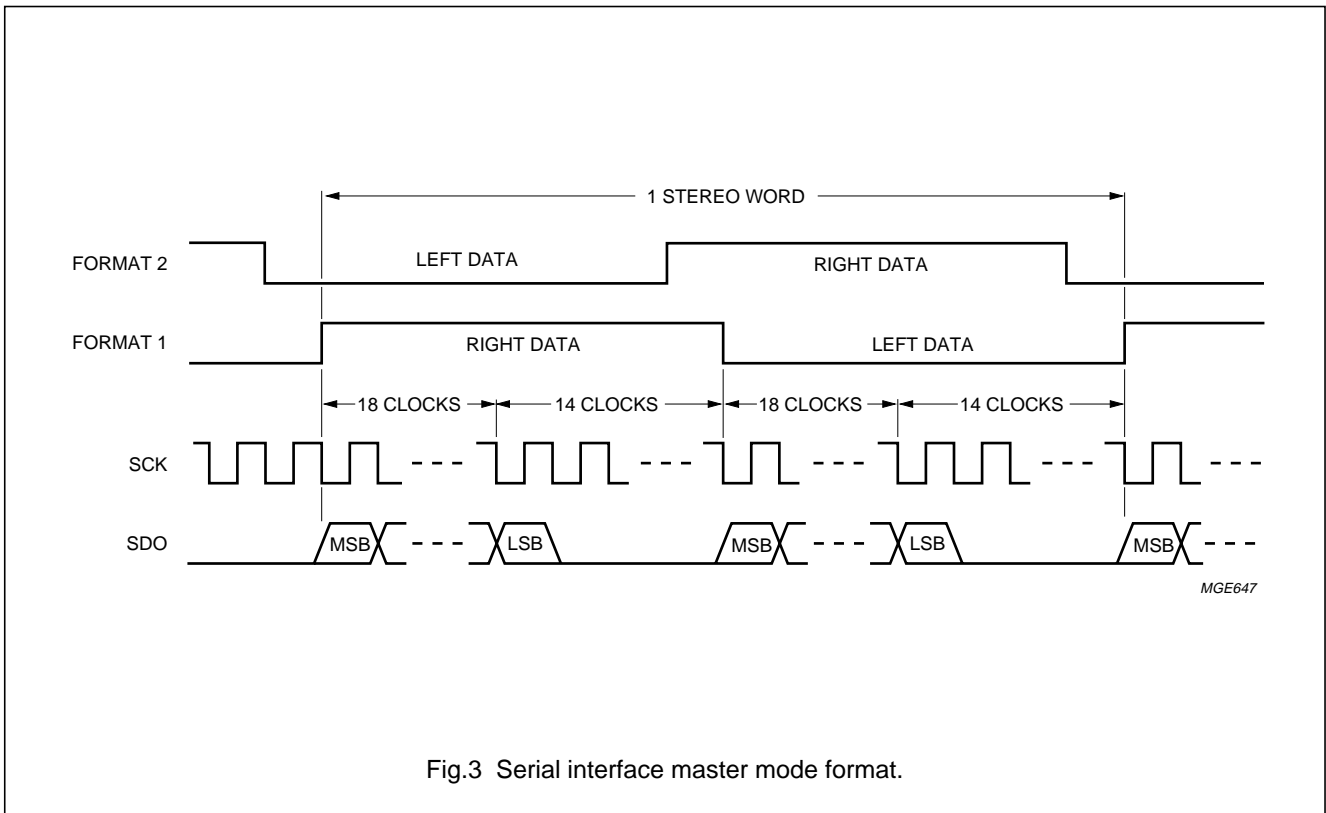 1 STEREO WORD
FORMAT 2
LEFT DATA
RIGHT DATA
FORMAT 1
RIGHT DATA
LEFT DATA
18 CLOCKS
14 CLOCKS
18 CLOCKS
14 CLOCKS
SCK
SDO
MSB
LSB
MSB
LSB
MSB
MGE647
Fig.3 Serial interface master mode format.